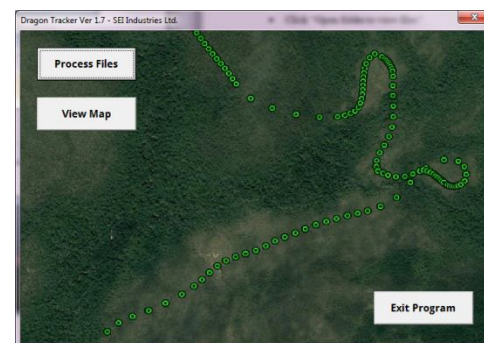 Dragon Tracker Ver 1.7 - SEI Industries Ltd.
Process Files
View Map
Exit Program